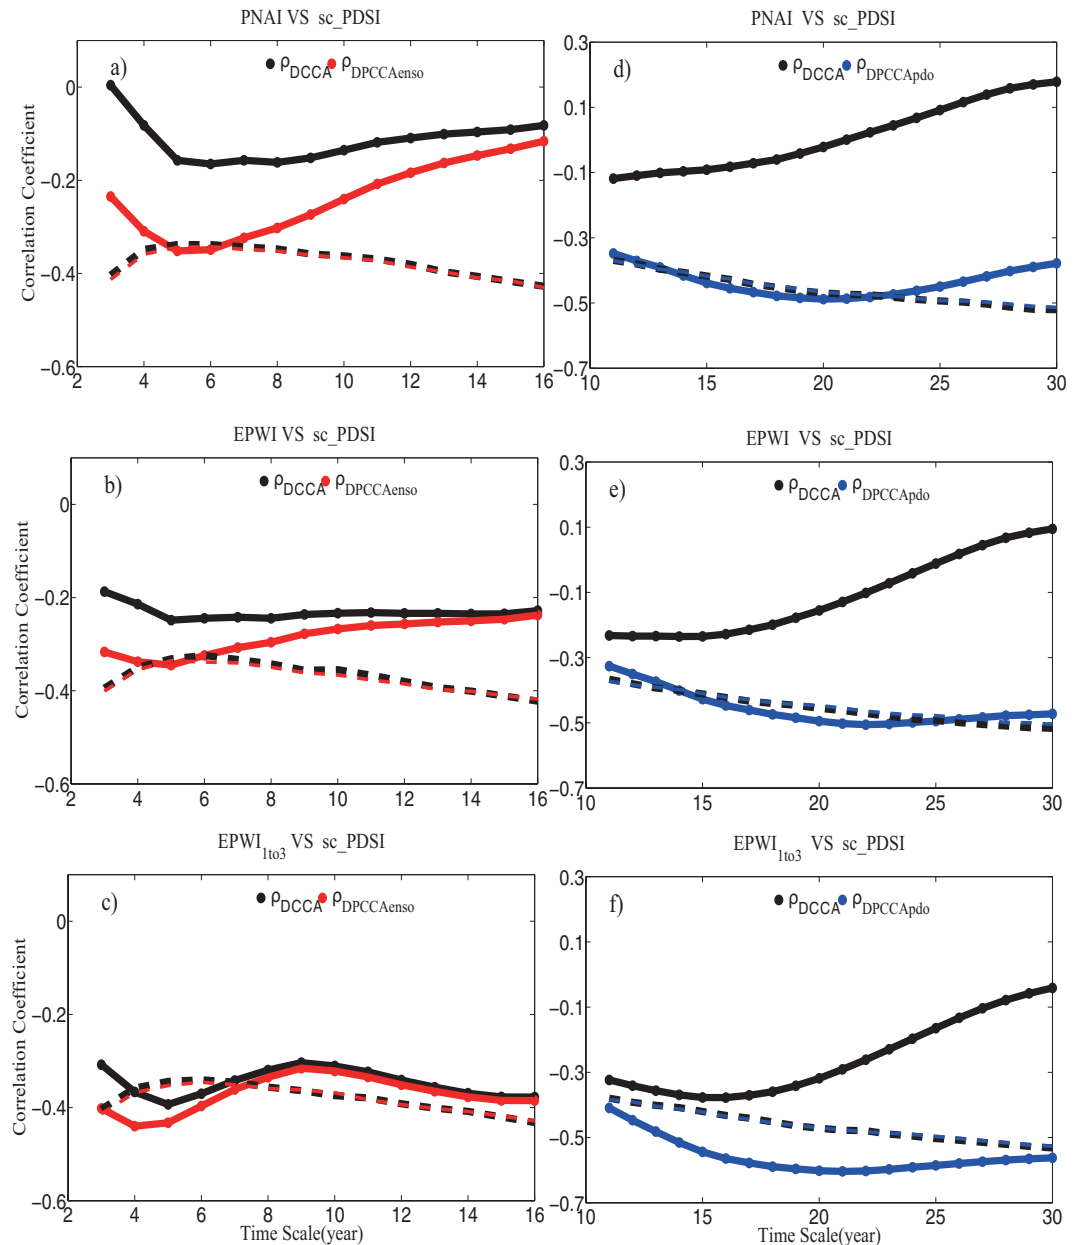 PNAI VS sc_PDSI
a)
ρDCCA ρDPCCAenso
0
−0.2
−0.4
−0.6
2 4 6 8 10 12 14 16
Correlation Coefficient
PNAI VS sc_PDSI
d)
ρDCCA ρDPCCApdo
0.3
0.1
−0.1
−0.3
−0.5
−0.7
10 15 20 25 30
EPWI VS sc_PDSI
b)
ρDCCA ρDPCCAenso
0
−0.2
−0.4
−0.6
2 4 6 8 10 12 14 16
Correlation Coefficient
EPWI VS sc_PDSI
e)
ρDCCA ρDPCCApdo
0.3
0.1
−0.1
−0.3
−0.5
−0.7
10 15 20 25 30
EPWI1to3 VS sc_PDSI
c)
ρDCCA ρDPCCAenso
0
−0.2
−0.4
−0.6
2 4 6 8 10 12 14 16
Correlation Coefficient
Time Scale(year)
EPWI1to3 VS sc_PDSI
f)
ρDCCA ρDPCCApdo
0.3
0.1
−0.1
−0.3
−0.5
−0.7
10 15 20 25 30
Time Scale(year)